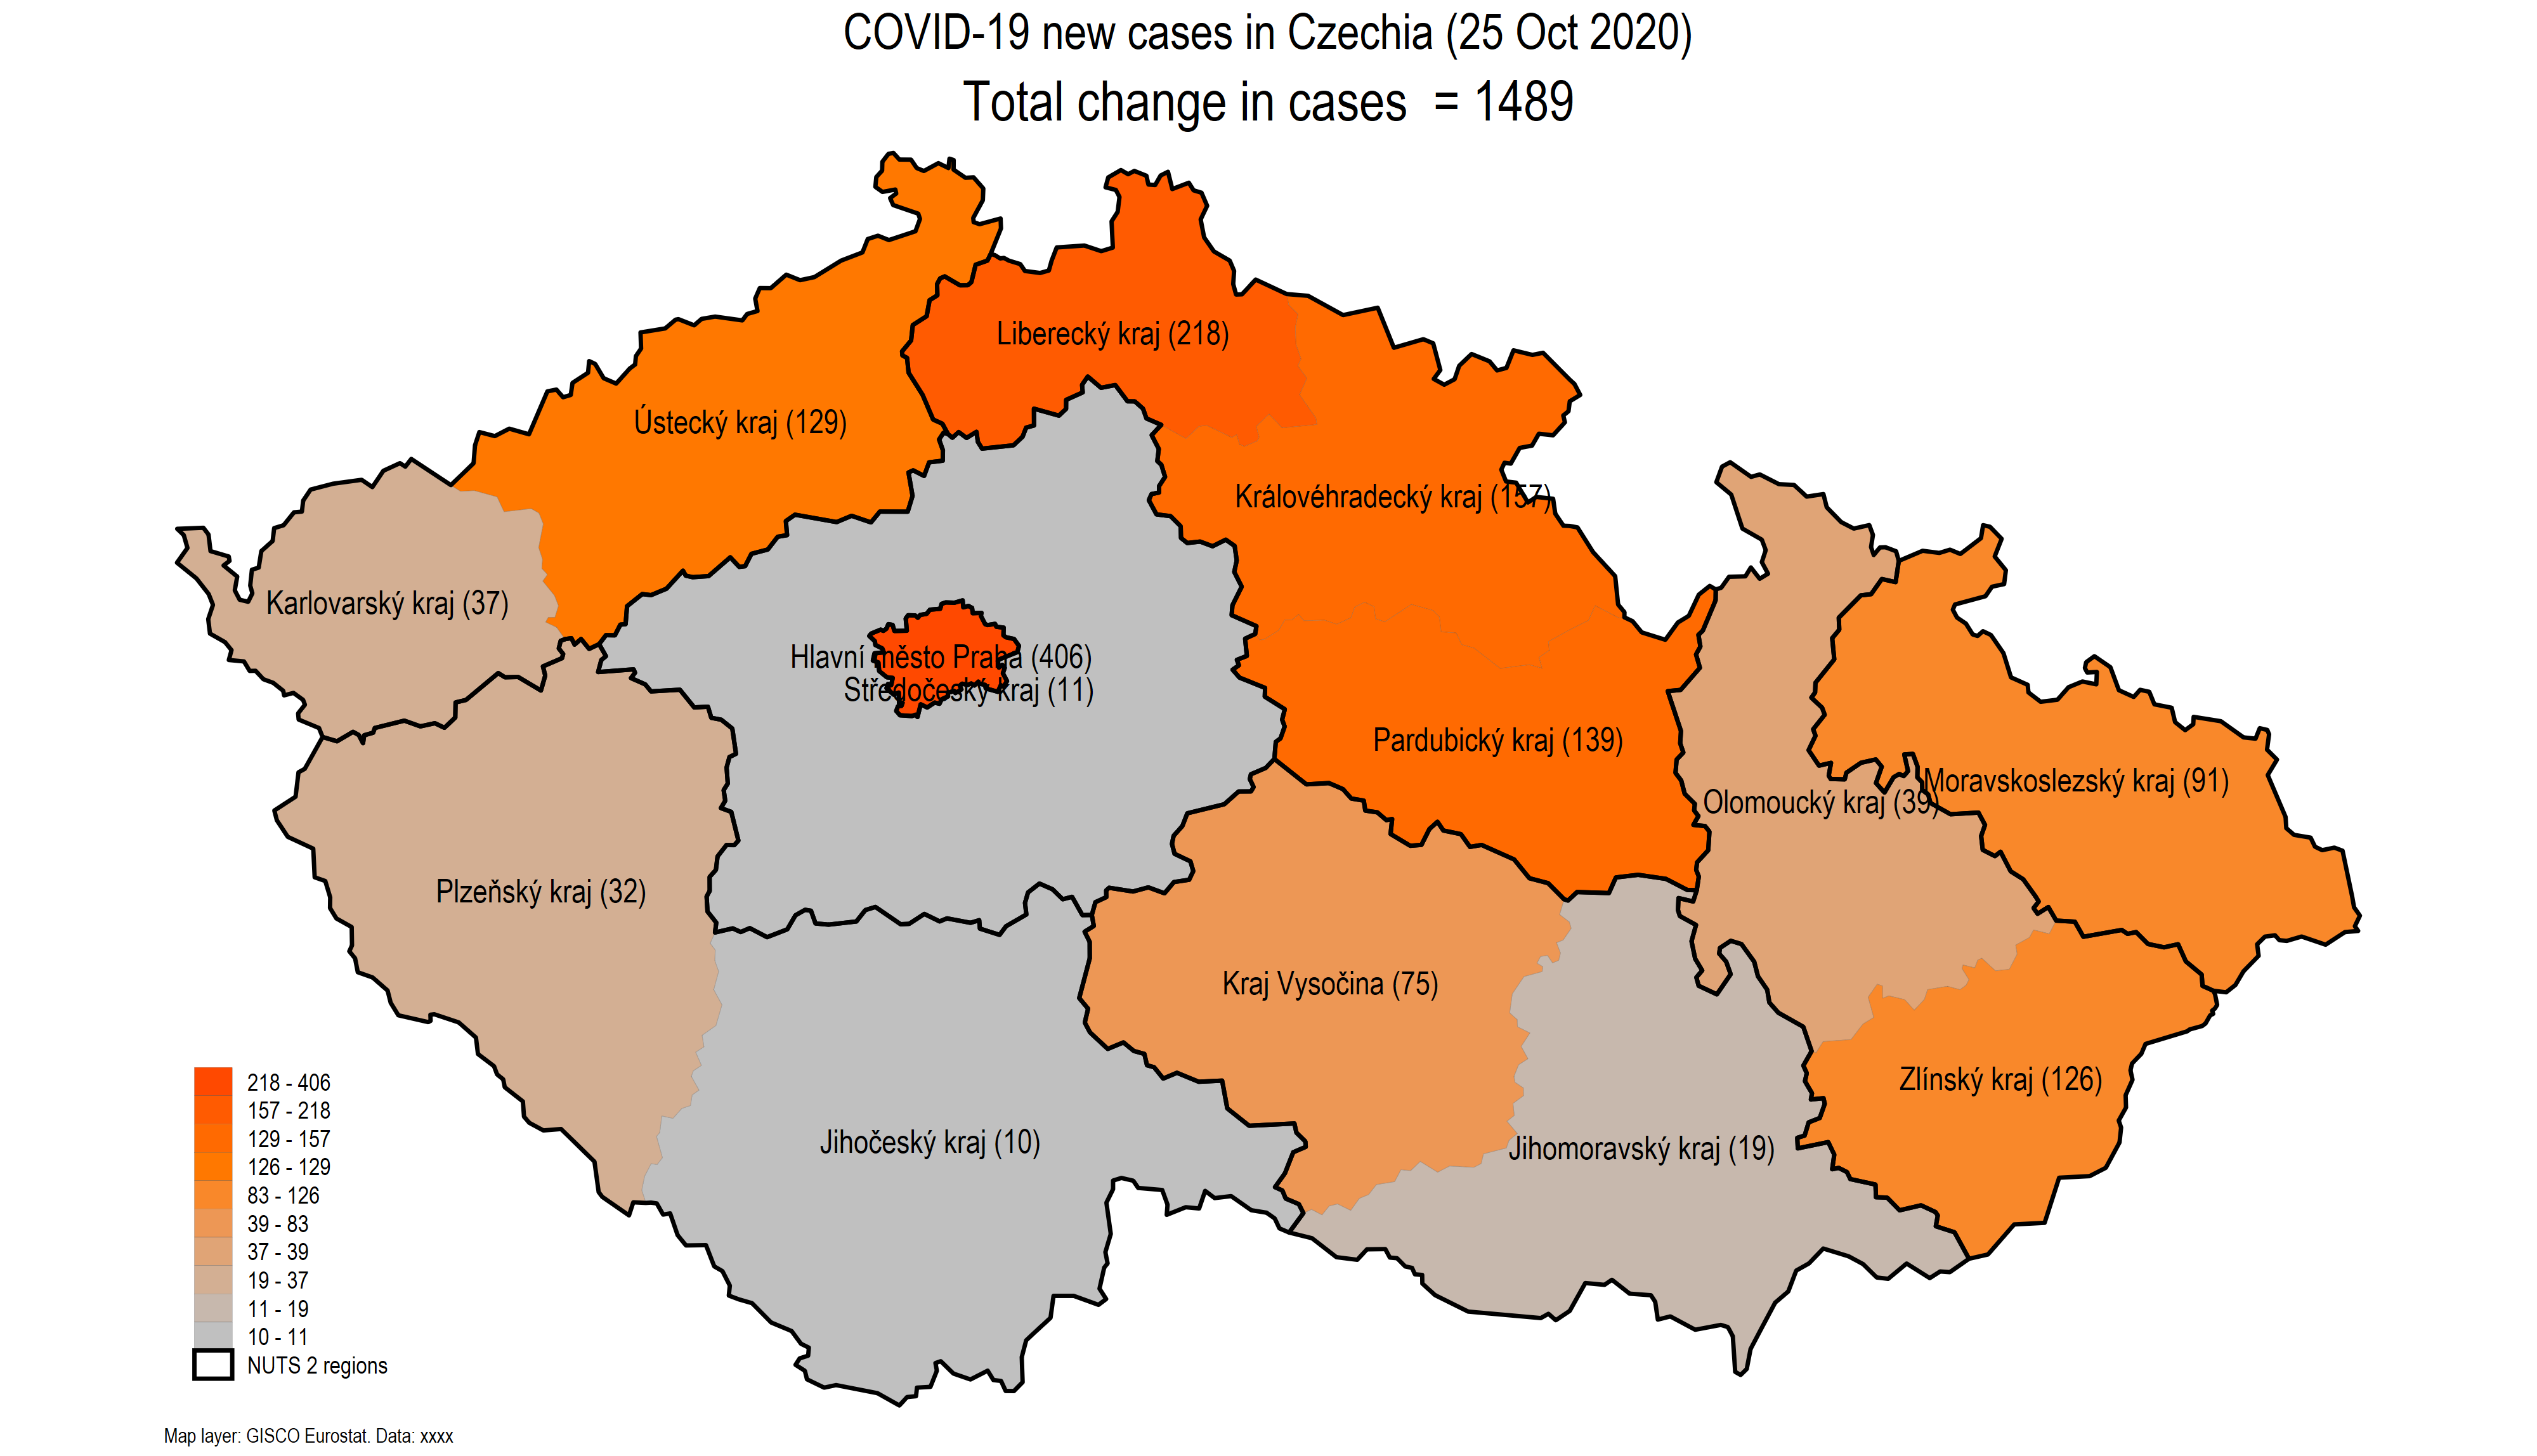 COVID-19 new cases in Czechia (25 Oct 2020)
Total change in cases  = 1489
Liberecký kraj (218)
Ústecký kraj (129)
Královéhradecký kraj (157)
Karlovarský kraj (37)
Hlavní město Praha (406)
Středočeský kraj (11)
Pardubický kraj (139)
Moravskoslezský kraj (91)
Olomoucký kraj (39)
Plzeňský kraj (32)
Kraj Vysočina (75)
Zlínský kraj (126)
Jihočeský kraj (10)
Jihomoravský kraj (19)
218 - 406
157 - 218
129 - 157
126 - 129
83 - 126
39 - 83
37 - 39
19 - 37
11 - 19
10 - 11
NUTS 2 regions
Map layer: GISCO Eurostat. Data: xxxx